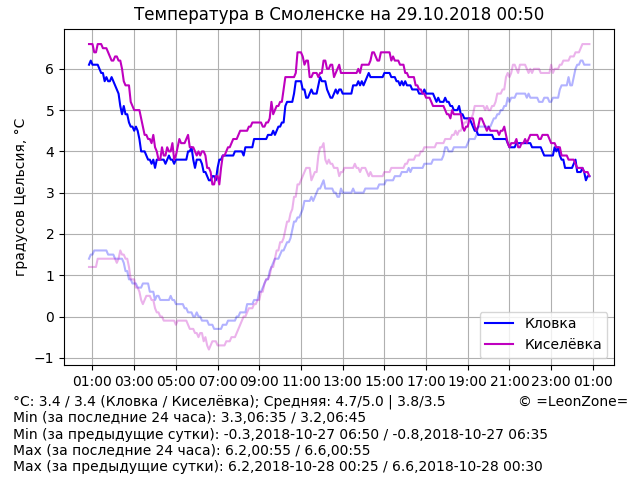 Температура в Смоленске на 29.10.2018 00:50
градусов Цельсия, °C
6
5
4
3
2
1
0
−1
Кловка
Киселёвка
01:00 03:00 05:00 07:00 09:00 11:00 13:00 15:00 17:00 19:00 21:00 23:00 01:00
°C: 3.4 / 3.4 (Кловка / Киселёвка); Средняя: 4.7/5.0 | 3.8/3.5 © =LeonZone=
Min (за последние 24 часа): 3.3,06:35 / 3.2,06:45
Min (за предыдущие сутки): -0.3,2018-10-27 06:50 / -0.8,2018-10-27 06:35
Max (за последние 24 часа): 6.2,00:55 / 6.6,00:55
Max (за предыдущие сутки): 6.2,2018-10-28 00:25 / 6.6,2018-10-28 00:30